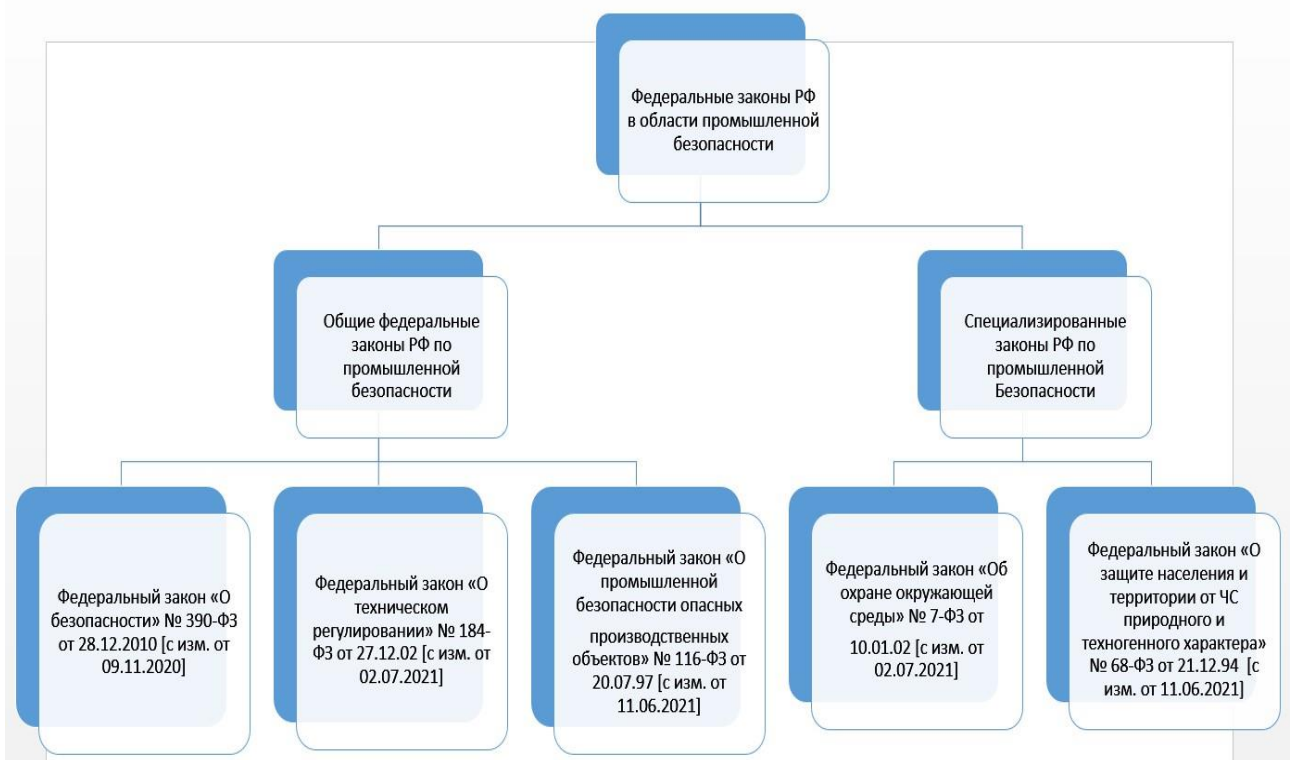 Федеральные законы РФ
в области промышленной
безопасности
Общие федеральные
законы РФ по
промышленной
безопасности
Специализированные
законы РФ по
промышленной
Безопасности
Федеральный закон «О
безопасности» № 390-ФЗ
от 28.12.2010 [с изм. от
09.11.2020]
Федеральный закон «О
техническом
регулировании» № 184-
ФЗ от 27.12.02 [с изм. от
02.07.2021]
Федеральный закон «О
промышленной
безопасности опасных
производственных
объектов» № 116-ФЗ от
20.07.97 [с изм. от
11.06.2021]
Федеральный закон «Об
охране окружающей
среды» № 7-ФЗ от
10.01.02 [с изм. от
02.07.2021]
Федеральный закон «О
защите населения и
территории от ЧС
природного и
техногенного характера»
№ 68-ФЗ от 21.12.94 [с
изм. от 11.06.2021]